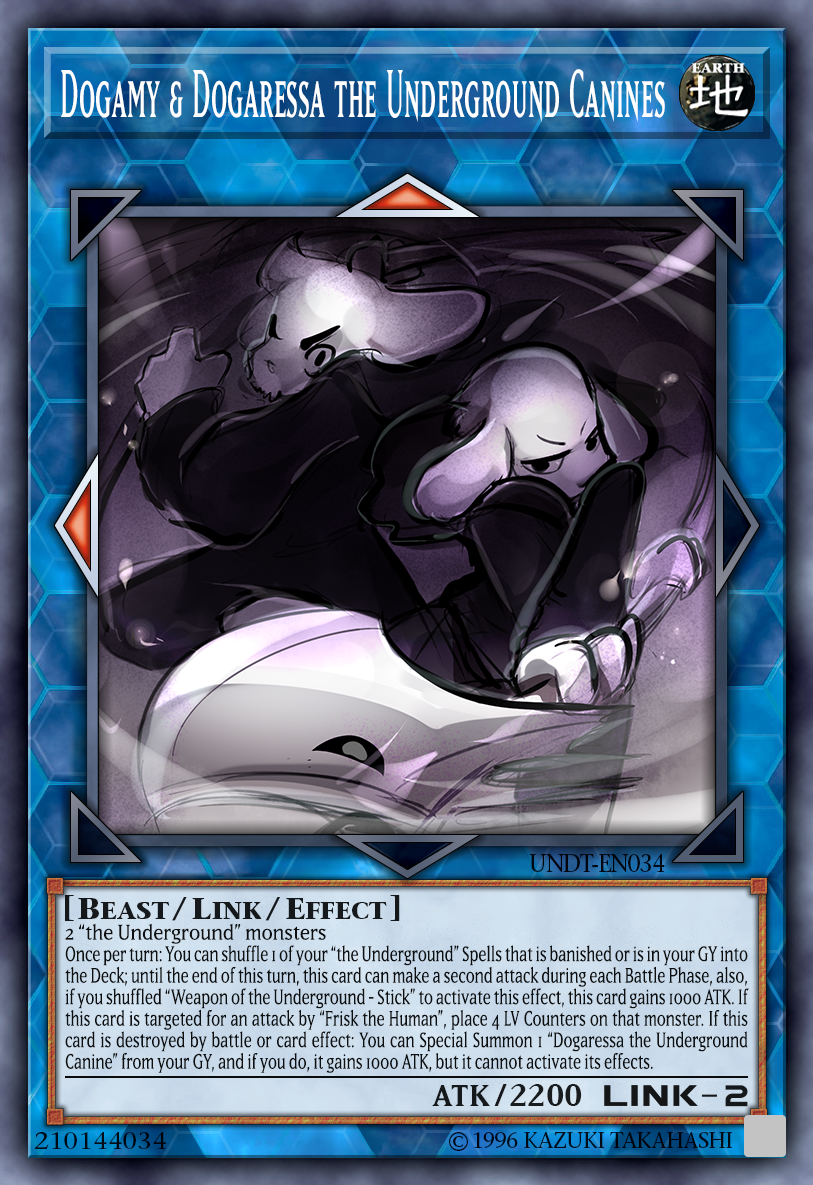 Dogamy & Dogaressa the Underground Canines
EARTH
地
UNDT-EN034
[Beast/Link/Effect]
2 “the Underground” monsters
Once per turn: You can shuffle 1 of your “the Underground” Spells that is banished or is in your GY into
the Deck; until the end of this turn, this card can make a second attack during each Battle Phase, also,
if you shuffled “Weapon of the Underground - Stick” to activate this effect, this card gains 1000 ATK. If
this card is targeted for an attack by “Frisk the Human”, place 4 LV Counters on that monster. If this
card is destroyed by battle or card effect: You can Special Summon 1 “Dogaressa the Underground
Canine” from your GY, and if you do, it gains 1000 ATK, but it cannot activate its effects.
ATK/2200 LINK-2
210144034
© 1996 KAZUKI TAKAHASHI